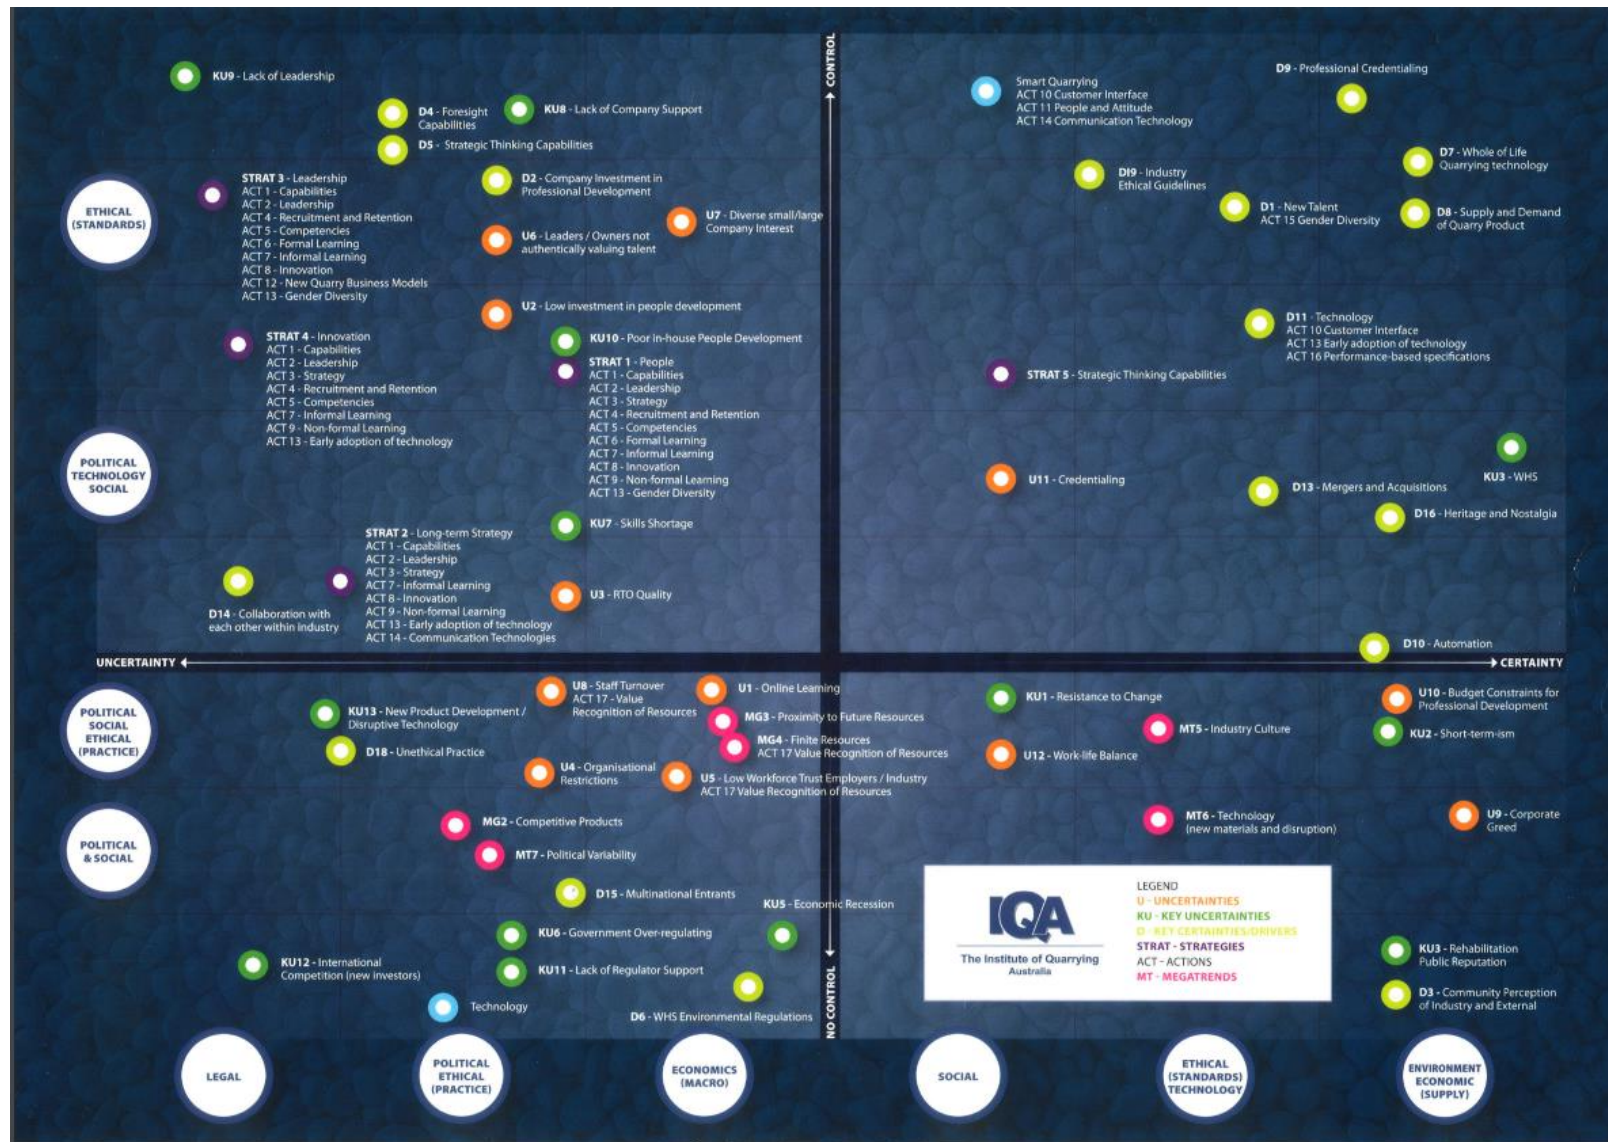 CONTROL
KU9 - Lack of Leadership
D4 - Foresight
Capabilities
KU8 - Lack of Company Support
D5 - Strategic Thinking Capabilities
ETHICAL
(STANDARDS)
STRAT 3 - Leadership
ACT 1 - Capabilities
ACT 2 - Leadership
ACT 4 - Recruitment and Retention
ACT 5 - Competencies
ACT 6 - Formal Learning
ACT 7 - Informal Learning
ACT 8 - Innovation
ACT 12 - New Quarry Business Models
ACT 13 - Gender Diversity
D2 - Company Investment in
Professional Development
U7 - Diverse small/large
Company Interest
U6 - Leaders / Owners not
authentically valuing talent
U2 - Low investment in people development
STRAT 4 - Innovation
ACT 1 - Capabilities
ACT 2 - Leadership
ACT 3 - Strategy
ACT 4 - Recruitment and Retention
ACT 5 - Competencies
ACT 7 - Informal Learning
ACT 9 - Non-formal Learning
ACT 13 - Early adoption of technology
KU10 - Poor in-house People Development
STRAT 1 - People
ACT 1 - Capabilities
ACT 2 - Leadership
ACT 3 - Strategy
ACT 4 - Recruitment and Retention
ACT 5 - Competencies
ACT 6 - Formal Learning
ACT 7 - Informal Learning
ACT 8 - Innovation
ACT 9 - Non-formal Learning
ACT 13 - Gender Diversity
POLITICAL
TECHNOLOGY
SOCIAL
KU7 - Skills Shortage
STRAT 2 - Long-term Strategy
ACT 1 - Capabilities
ACT 2 - Leadership
ACT 3 - Strategy
ACT 7 - Informal Learning
ACT 8 - Innovation
ACT 9 - Non-formal Learning
ACT 13 - Early adoption of technology
ACT 14 - Communication Technologies
U3 - RTO Quality
D14 - Collaboration with
each other within industry
Smart Quarrying
ACT 10 Customer Interface
ACT 11 People and Attitude
ACT 14 Communication Technology
D9 - Professional Credentialing
D7 - Whole of Life
Quarrying technology
DI9 - Industry
Ethical Guidelines
D1 - New Talent
ACT 15 Gender Diversity
D8 - Supply and Demand
of Quarry Product
D11 - Technology
ACT 10 Customer Interface
ACT 13 Early adoption of technology
ACT 16 Performance-based specifications
STRAT 5 - Strategic Thinking Capabilities
KU3 - WHS
U11 - Credentialing
D13 - Mergers and Acquisitions
D16 - Heritage and Nostalgia
D10 - Automation
UNCERTAINTY
CERTAINTY
POLITICAL
SOCIAL
ETHICAL
(PRACTICE)
KU13 - New Product Development /
Disruptive Technology
D18 - Unethical Practice
U8 - Staff Turnover
ACT 17 - Value
Recognition of Resources
U1 - Online Learning
MG3 - Proximity to Future Resources
MG4 - Finite Resources
ACT 17 Value Recognition of Resources
U4 - Organisational
Restrictions
U5 - Low Workforce Trust Employers / Industry
ACT 17 Value Recognition of Resources
POLITICAL
& SOCIAL
MG2 - Competitive Products
MT7 - Political Variability
D15 - Multinational Entrants
KU5 - Economic Recession
KU6 - Government Over-regulating
KU12 - International
Competition (new investors)
KU11 - Lack of Regulator Support
Technology
D6 - WHS Environmental Regulations
NO CONTROL
KU1 - Resistance to Change
MT5 - Industry Culture
U10 - Budget Constraints for
Professional Development
KU2 - Short-term-ism
U12 - Work-life Balance
MT6 - Technology
(new materials and disruption)
U9 - Corporate
Greed
IQA
The Institute of Quarrying
Australia
LEGEND
U - UNCERTAINTIES
KU - KEY UNCERTAINTIES
D - KEY CERTAINTIES/DRIVERS
STRAT - STRATEGIES
ACT - ACTIONS
MT - MEGATRENDS
KU3 - Rehabilitation
Public Reputation
D3 - Community Perception
of Industry and External
LEGAL
POLITICAL
ETHICAL
(PRACTICE)
ECONOMICS
(MACRO)
SOCIAL
ETHICAL
(STANDARDS)
TECHNOLOGY
ENVIRONMENT
ECONOMIC
(SUPPLY)